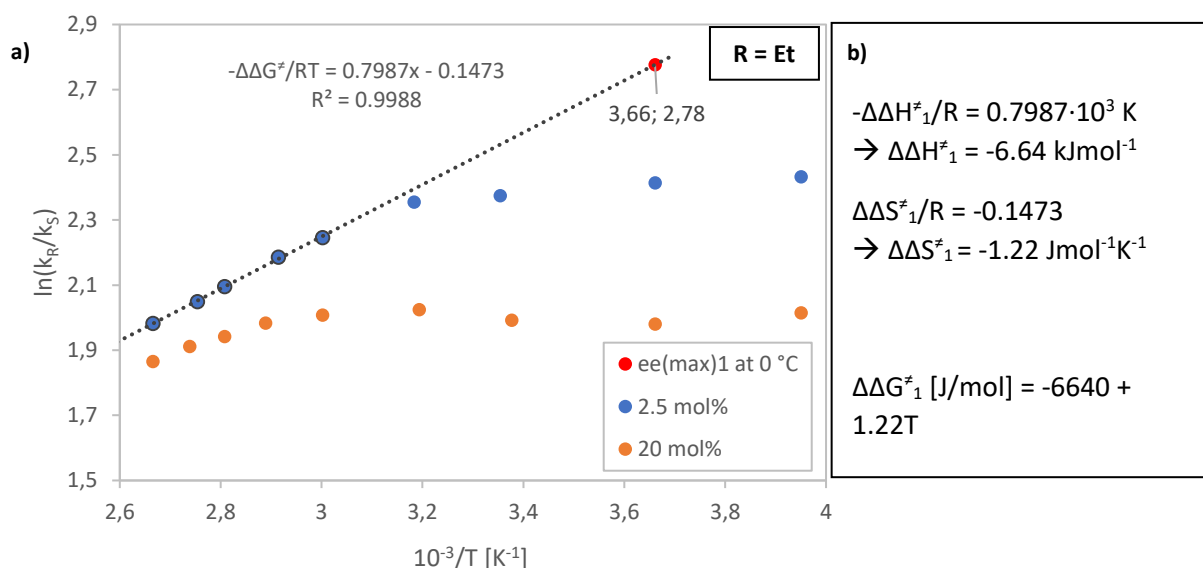 a)
2,9
2,7
2,5
2,3
2,1
1,9
1,7
1,5
ln(k_R/k_S)
-ΔΔG≠/RT = 0.7987x - 0.1473
R² = 0.9988
R = Et
3,66; 2,78
ee(max)1 at 0 °C
2.5 mol%
20 mol%
2,6 2,8 3 3,2 3,4 3,6 3,8 4
10⁻³/T [K⁻¹]
b)
-ΔΔH≠₁/R = 0.7987·10³ K
→ ΔΔH≠₁ = -6.64 kJmol⁻¹
ΔΔS≠₁/R = -0.1473
→ ΔΔS≠₁ = -1.22 Jmol⁻¹K⁻¹
ΔΔG≠₁ [J/mol] = -6640 +
1.22T